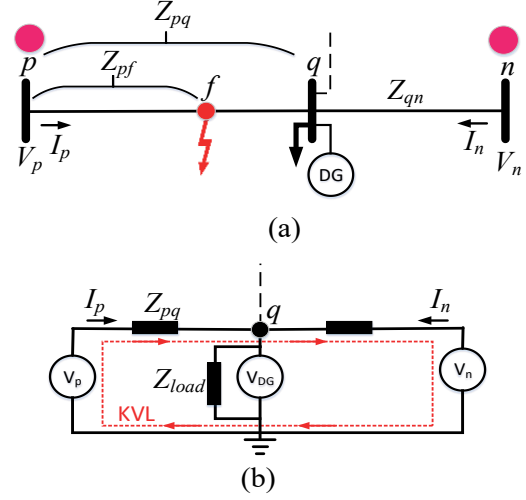 Z_pq
p
Z_pf
f
q
Z_qn
n
V_p
I_p
I_n
V_n
DG
(a)
I_p
Z_pq
q
I_n
V_p
Z_load
V_DG
V_n
KVL
(b)